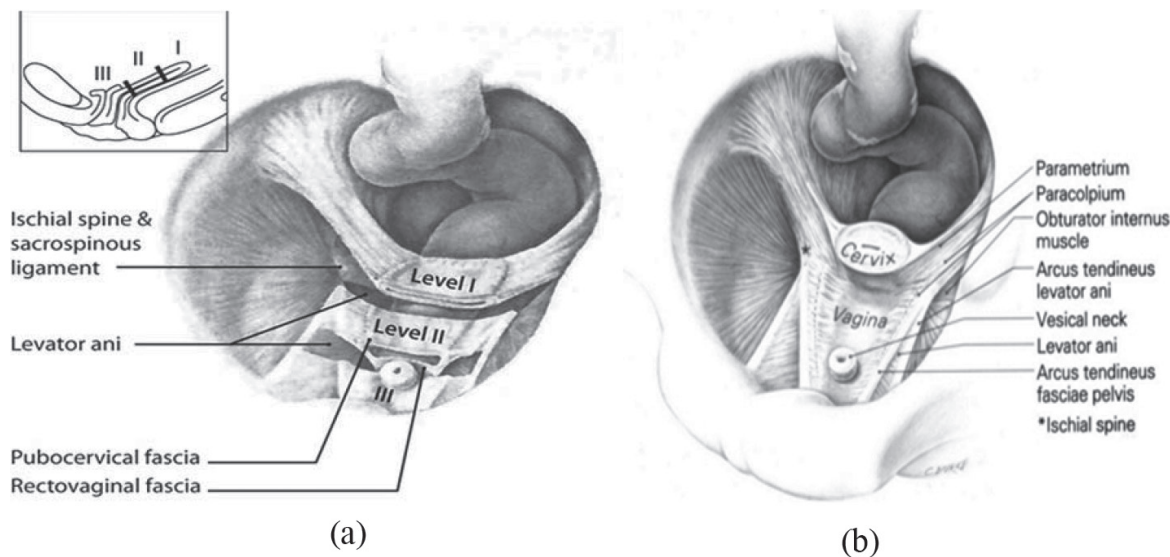 III
II
I
Ischial spine &
sacrospinous
ligament
Levator ani
Pubocervical fascia
Rectovaginal fascia
Level I
Level II
III
(a)
Cervix
Vagina
Parametrium
Paracolpium
Obturator internus
muscle
Arcus tendineus
levator ani
Vesical neck
Levator ani
Arcus tendineus
fasciae pelvis
*Ischial spine
*
(b)